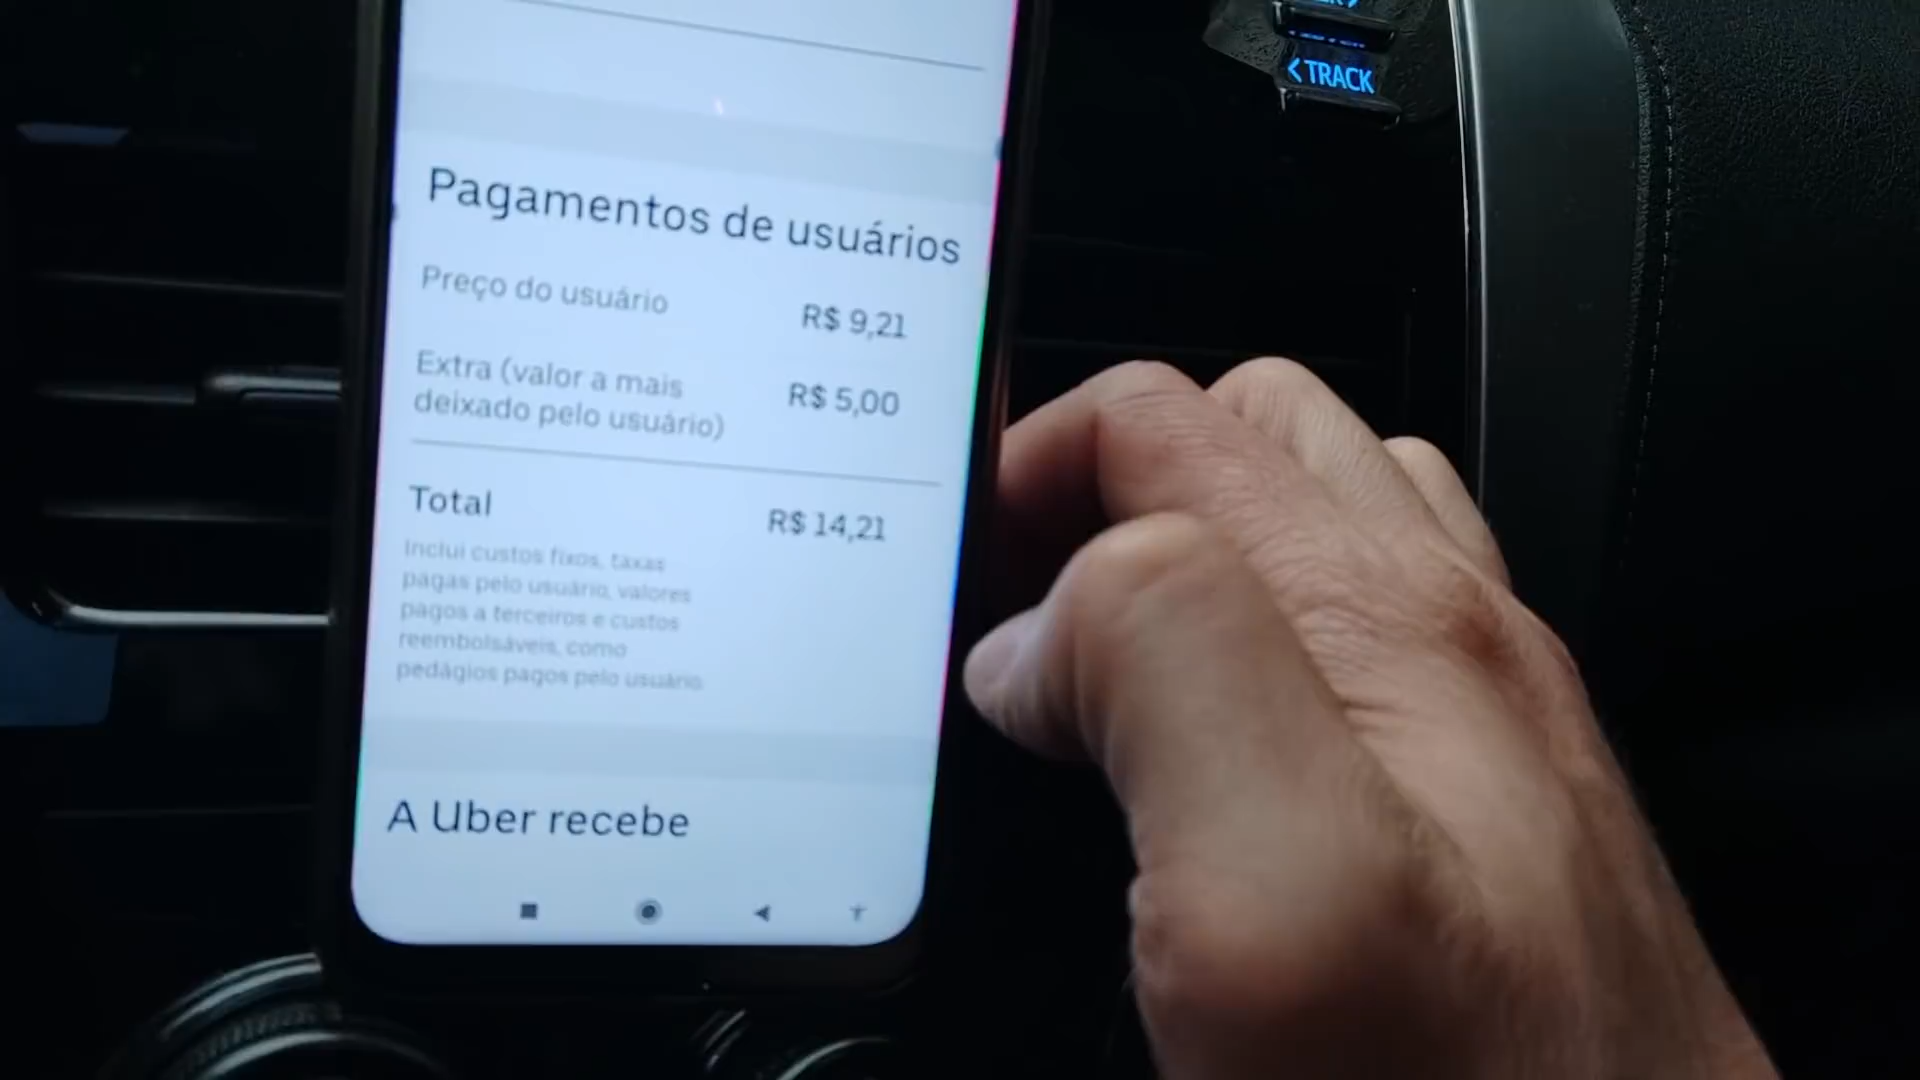 < TRACK
Pagamentos de usuários
Preço do usuário
R$ 9,21
Extra (valor a mais
deixado pelo usuário)
R$ 5,00
Total
R$ 14,21
Inclui custos fixos, taxas
pagas pelo usuário, valores
pagos a terceiros e custos
reembolsáveis, como
pedágios pagos pelo usuário
A Uber recebe